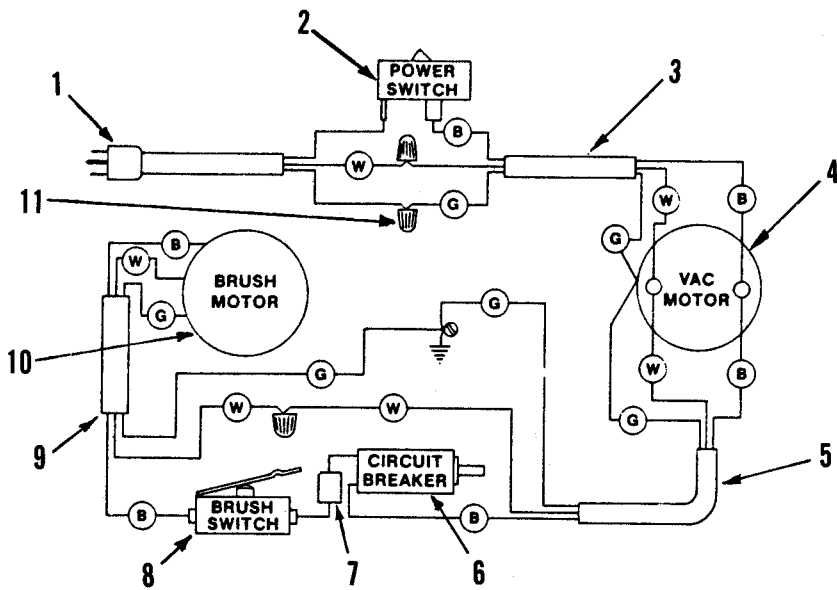 2
1
POWER
SWITCH
3
B
W
4
11
G
W
B
B
W
G
G
BRUSH
MOTOR
VAC
MOTOR
G
10
G
W
B
W
W
G
9
CIRCUIT
BREAKER
5
B
BRUSH
SWITCH
B
8
7
6